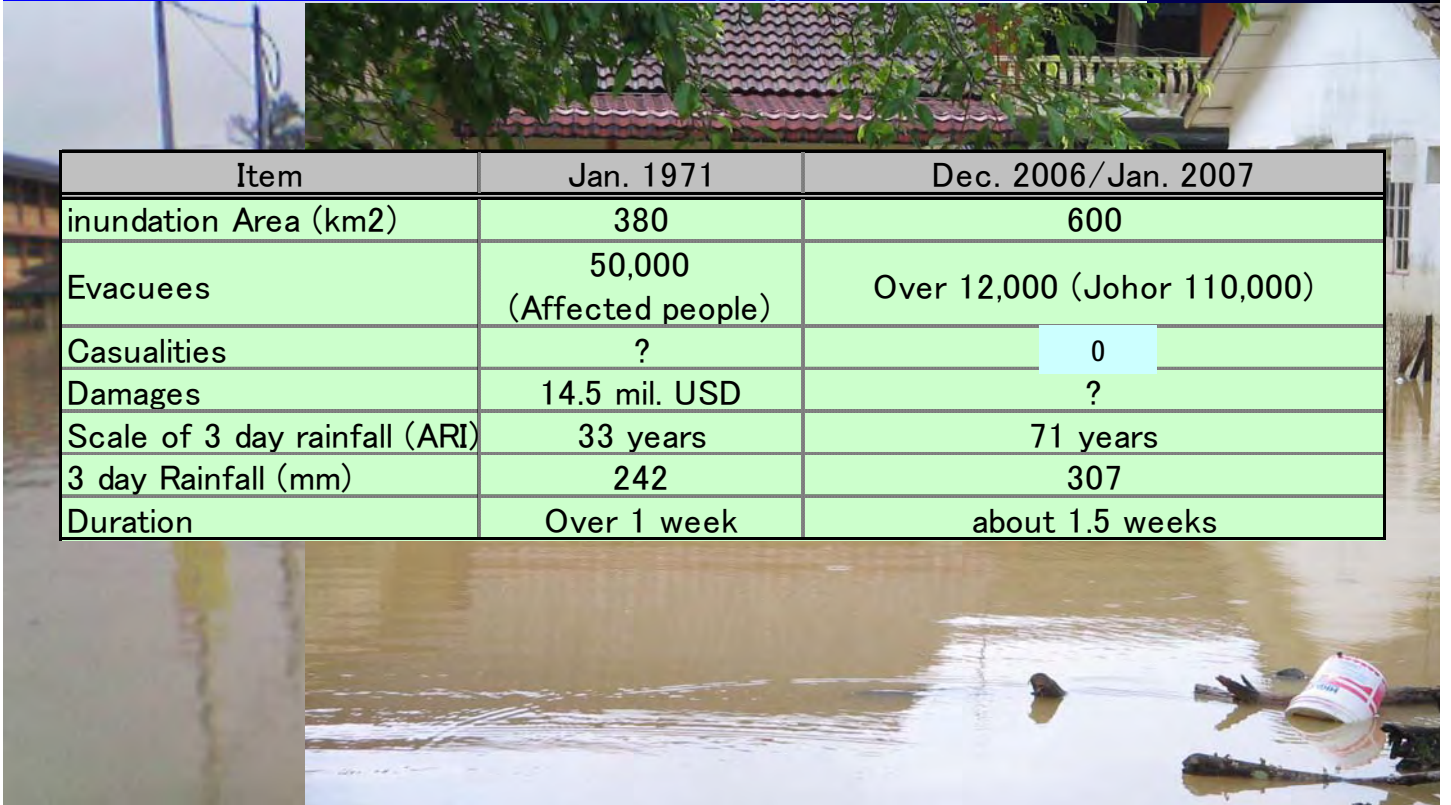 Item Jan. 1971 Dec. 2006/Jan. 2007
inundation Area (km2) 380 600
Evacuees 50,000 (Affected people) Over 12,000 (Johor 110,000)
Casualities ? 0
Damages 14.5 mil. USD ?
Scale of 3 day rainfall (ARI) 33 years 71 years
3 day Rainfall (mm) 242 307
Duration Over 1 week about 1.5 weeks